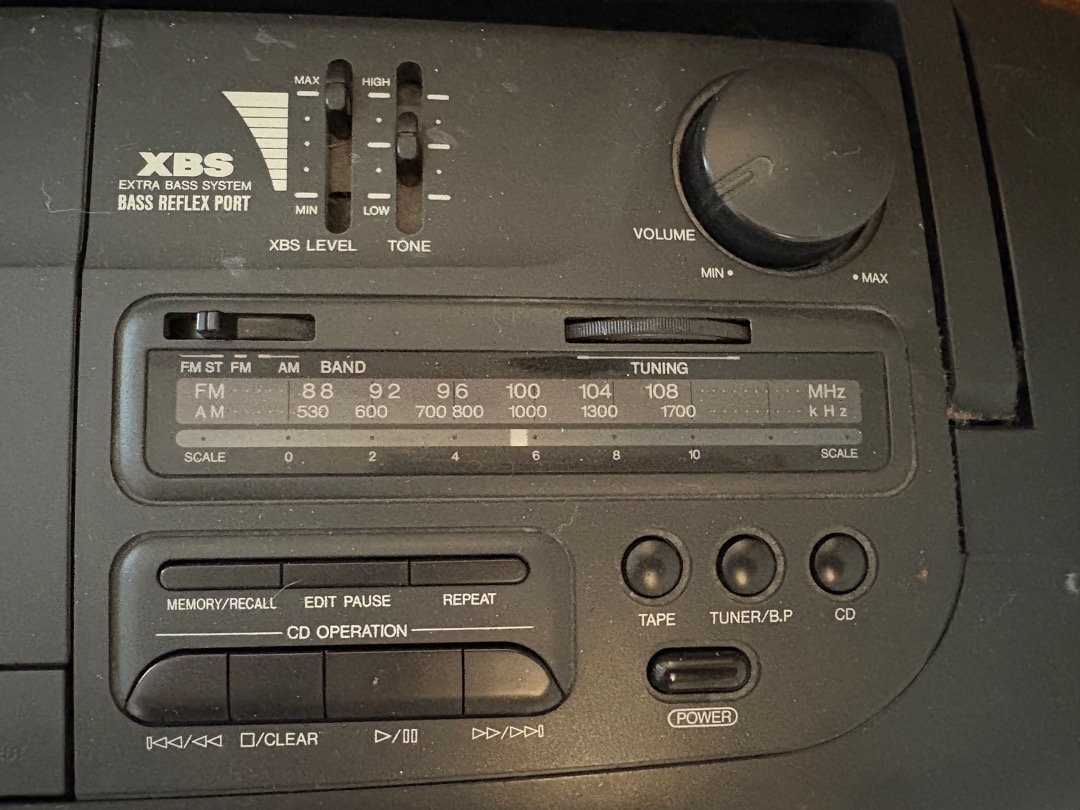 MAX
HIGH
XBS
EXTRA BASS SYSTEM
BASS REFLEX PORT
MIN
LOW
XBS LEVEL
TONE
VOLUME
MIN
MAX
FM ST FM AM BAND
TUNING
FM 88 92 96 100 104 108 MHz
AM 530 600 700 800 1000 1300 1700 kHz
SCALE 0 2 4 6 8 10 SCALE
MEMORY/RECALL EDIT PAUSE REPEAT
CD OPERATION
/CLEAR
TAPE TUNER/B.P CD
POWER